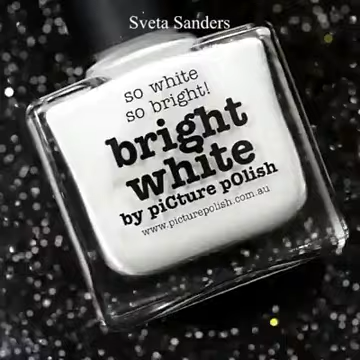 Sveta Sanders
so white
so bright!
bright
white
by piCture pOlish
www.picturepolish.com.au